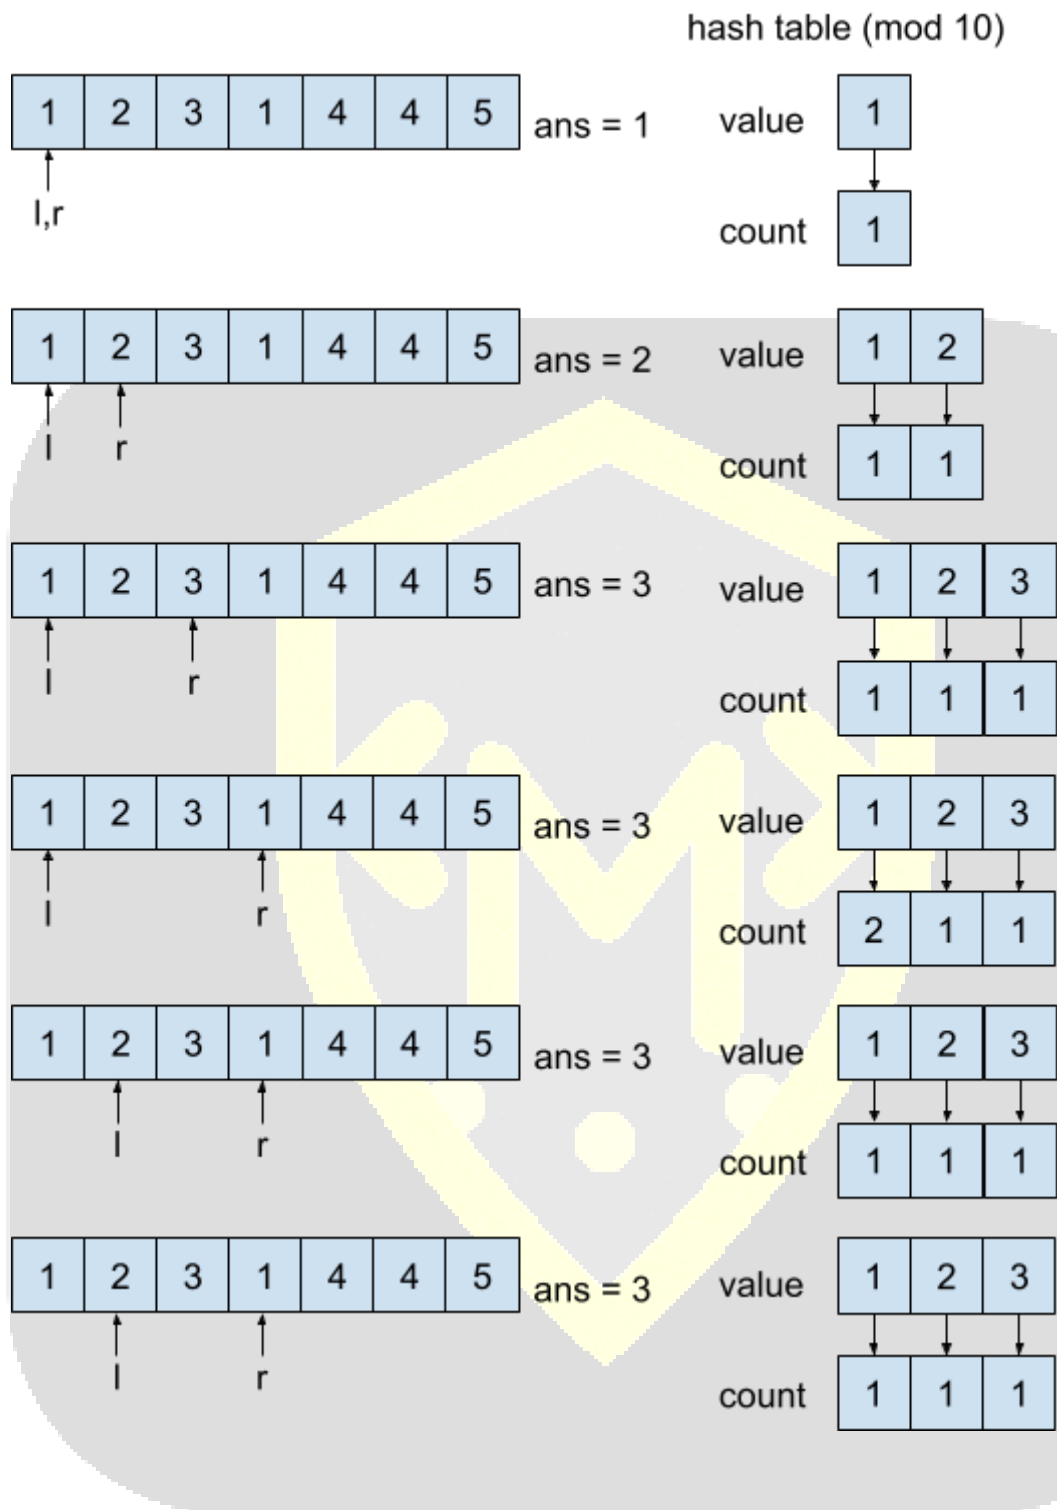 hash table (mod 10)
1 2 3 1 4 4 5 ans = 1 value 1
l,r count 1
1 2 3 1 4 4 5 ans = 2 value 1 2
l r count 1 1
1 2 3 1 4 4 5 ans = 3 value 1 2 3
l r count 1 1 1
1 2 3 1 4 4 5 ans = 3 value 1 2 3
l r count 2 1 1
1 2 3 1 4 4 5 ans = 3 value 1 2 3
l r count 1 1 1
1 2 3 1 4 4 5 ans = 3 value 1 2 3
l r count 1 1 1